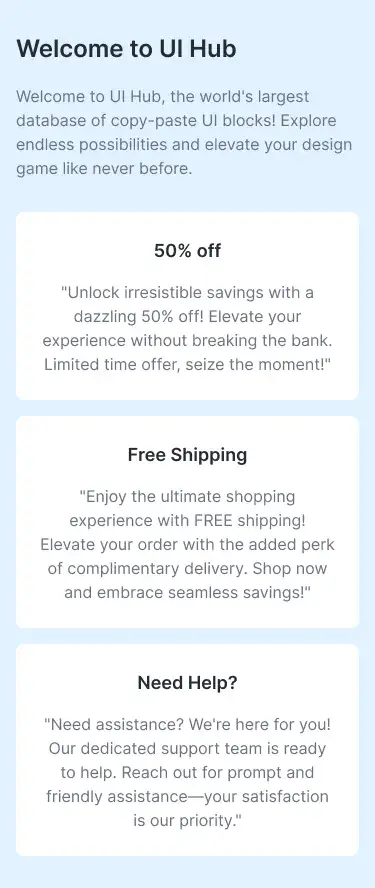 Welcome to UI Hub
Welcome to UI Hub, the world's largest
database of copy-paste UI blocks! Explore
endless possibilities and elevate your design
game like never before.
50% off
"Unlock irresistible savings with a
dazzling 50% off! Elevate your
experience without breaking the bank.
Limited time offer, seize the moment!"
Free Shipping
"Enjoy the ultimate shopping
experience with FREE shipping!
Elevate your order with the added perk
of complimentary delivery. Shop now
and embrace seamless savings!"
Need Help?
"Need assistance? We're here for you!
Our dedicated support team is ready
to help. Reach out for prompt and
friendly assistance—your satisfaction
is our priority."